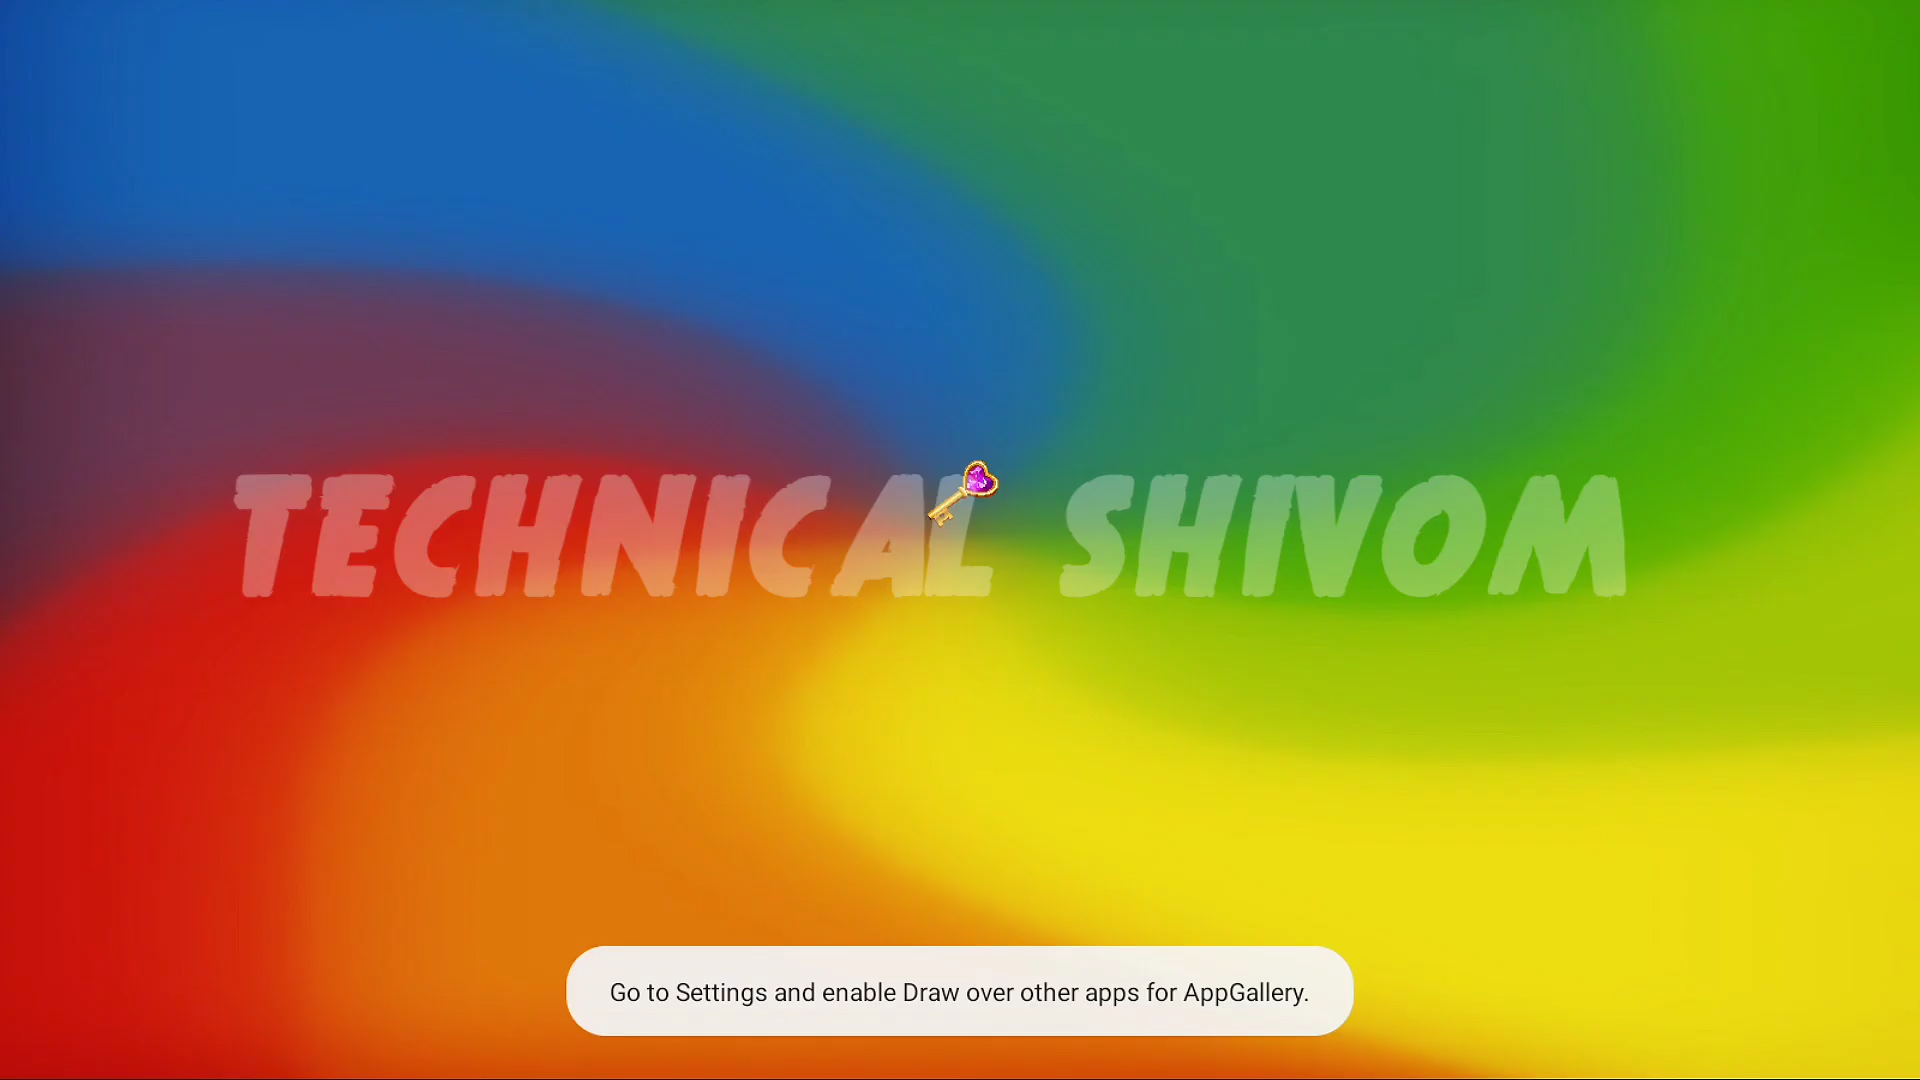 TECHNICAL SHIVOM
Go to Settings and enable Draw over other apps for AppGallery.